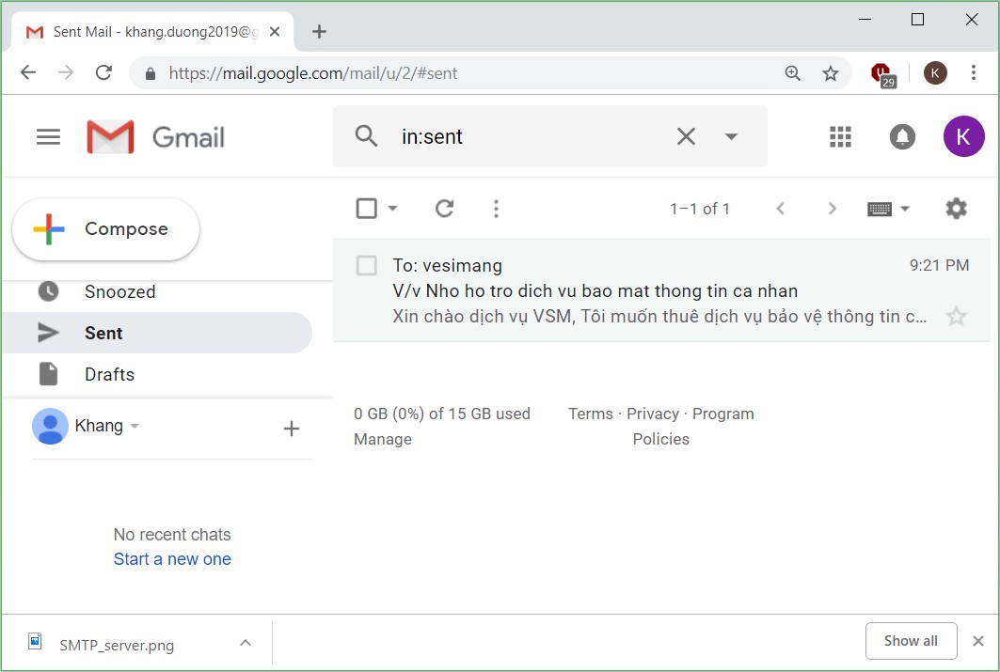 Sent Mail - khang.duong2019@g
https://mail.google.com/mail/u/2/#sent
29
K
Gmail
in:sent
K
Compose
1–1 of 1
Snoozed
Sent
Drafts
To: vesimang
9:21 PM
V/v Nho ho tro dich vu bao mat thong tin ca nhan
Xin chào dịch vụ VSM, Tôi muốn thuê dịch vụ bảo vệ thông tin c...
Khang
0 GB (0%) of 15 GB used
Manage
Terms · Privacy · Program
Policies
No recent chats
Start a new one
SMTP_server.png
Show all